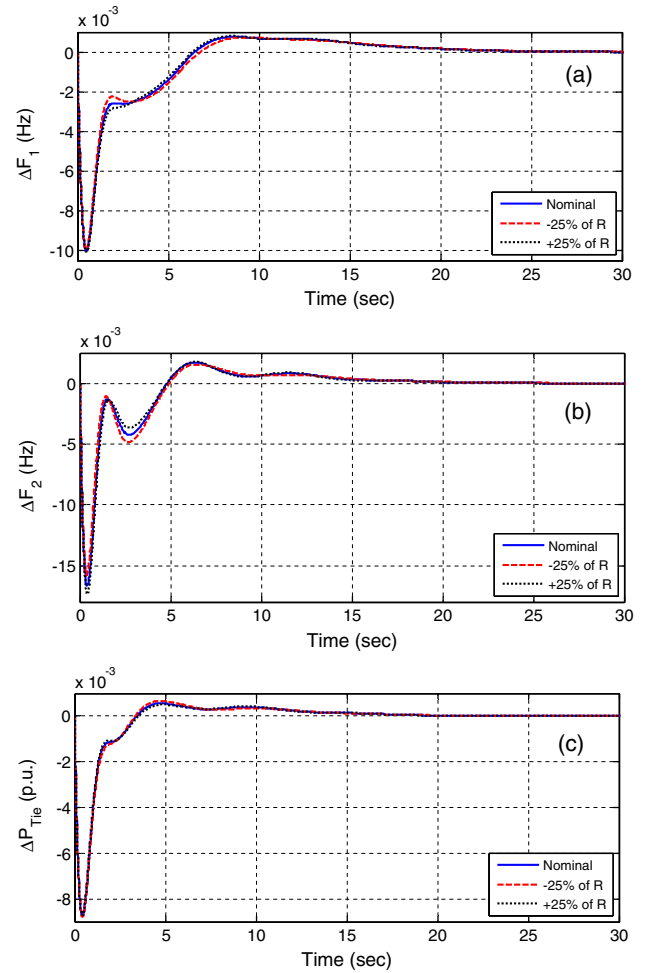 x 10⁻³
0
-2
-4
-6
-8
-10
ΔF₁ (Hz)
(a)
Nominal
-25% of R
+25% of R
0 5 10 15 20 25 30
Time (sec)
x 10⁻³
0
-5
-10
-15
ΔF₂ (Hz)
(b)
Nominal
-25% of R
+25% of R
0 5 10 15 20 25 30
Time (sec)
x 10⁻³
0
-2
-4
-6
-8
ΔP_Tie (p.u.)
(c)
Nominal
-25% of R
+25% of R
0 5 10 15 20 25 30
Time (sec)